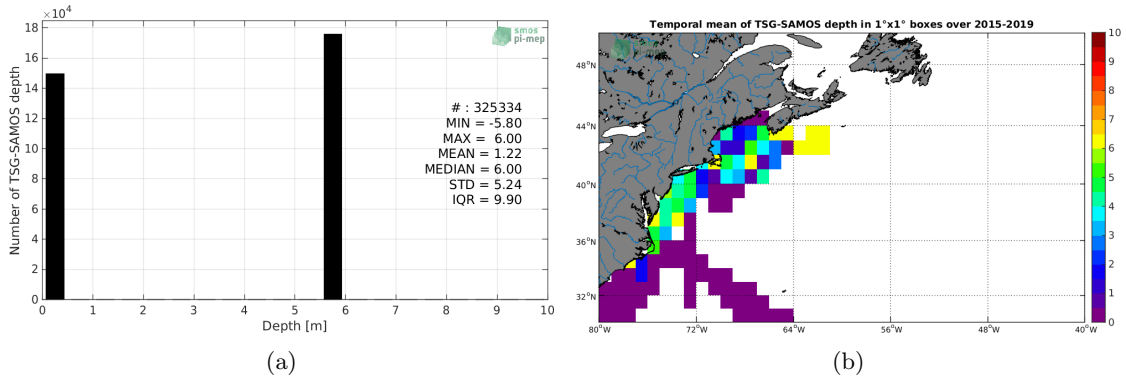 ×10⁴
18
16
14
12
10
8
6
4
2
0
0 1 2 3 4 5 6 7 8 9 10
Number of TSG-SAMOS depth
Depth [m]
smos
pi-mep
# : 325334
MIN = -5.80
MAX = 6.00
MEAN = 1.22
MEDIAN = 6.00
STD = 5.24
IQR = 9.90
(a)
Temporal mean of TSG-SAMOS depth in 1°x1° boxes over 2015-2019
smos
pi-mep
48°N
44°N
40°N
36°N
32°N
80°W 72°W 64°W 56°W 48°W 40°W
10
9
8
7
6
5
4
3
2
1
0
(b)